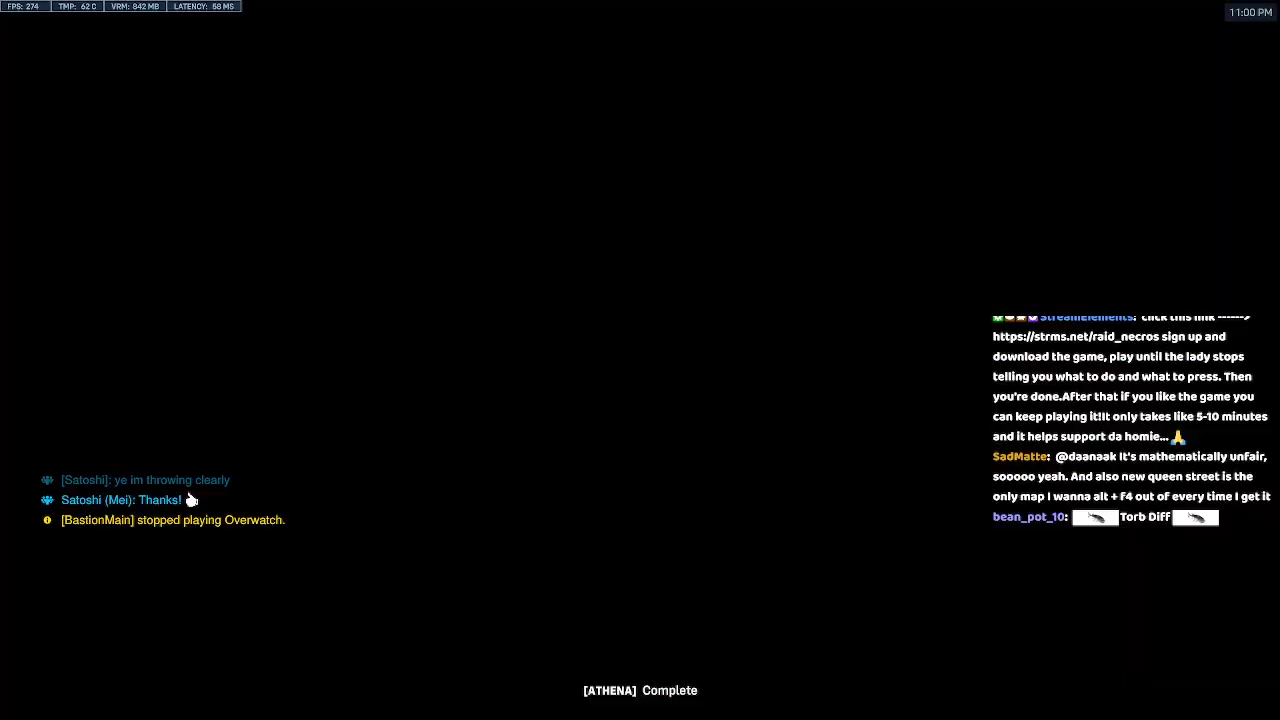 FPS: 274 TMP: 62 C VRM: 842 MB LATENCY: 58 MS
11:00 PM
StreamElements: click this link ------>
https://strms.net/raid_necros sign up and
download the game, play until the lady stops
telling you what to do and what to press. Then
you're done.After that if you like the game you
can keep playing it!It only takes like 5-10 minutes
and it helps support da homie...🙏
SadMatte: @daanaak It's mathematically unfair,
sooooo yeah. And also new queen street is the
only map I wanna alt + f4 out of every time I get it
bean_pot_10: Torb Diff
[Satoshi]: ye im throwing clearly
Satoshi (Mei): Thanks!
[BastionMain] stopped playing Overwatch.
[ATHENA] Complete